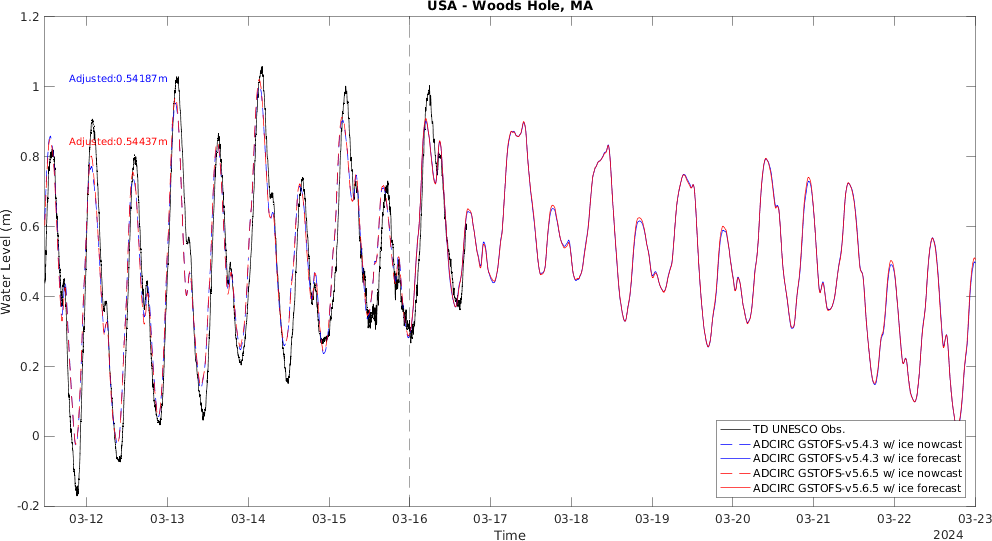 USA - Woods Hole, MA
1.2
1
0.8
0.6
0.4
0.2
0
-0.2
Water Level (m)
Adjusted:0.54187m
Adjusted:0.54437m
TD UNESCO Obs.
ADCIRC GSTOFS-v5.4.3 w/ ice nowcast
ADCIRC GSTOFS-v5.4.3 w/ ice forecast
ADCIRC GSTOFS-v5.6.5 w/ ice nowcast
ADCIRC GSTOFS-v5.6.5 w/ ice forecast
03-12 03-13 03-14 03-15 03-16 03-17 03-18 03-19 03-20 03-21 03-22 03-23
Time
2024